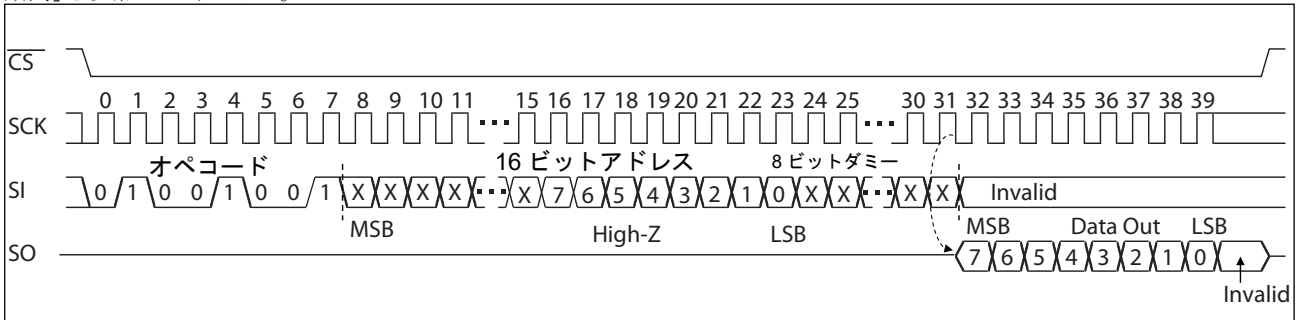 CS
0 1 2 3 4 5 6 7 8 9 10 11 15 16 17 18 19 20 21 22 23 24 25 30 31 32 33 34 35 36 37 38 39
SCK
オペコード 16 ビットアドレス 8 ビットダミー
SI 0 1 0 0 1 0 0 1 X X X X X 7 6 5 4 3 2 1 0 X X X X Invalid
MSB High-Z LSB MSB Data Out LSB
SO 7 6 5 4 3 2 1 0
Invalid